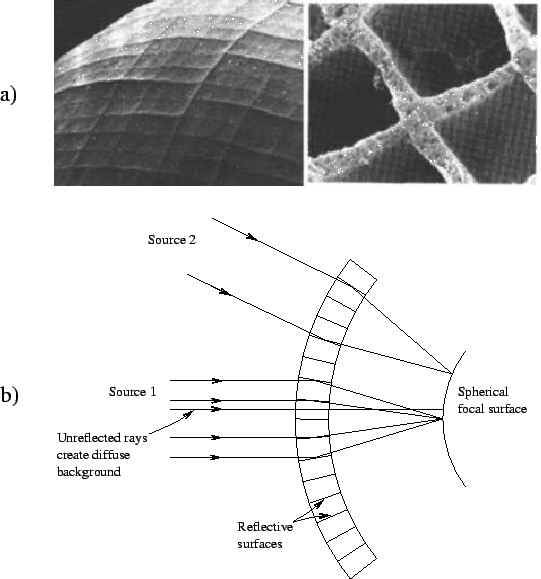 a)
Source 2
b)
Source 1
Spherical
focal surface
Unreflected rays
create diffuse
background
Reflective
surfaces